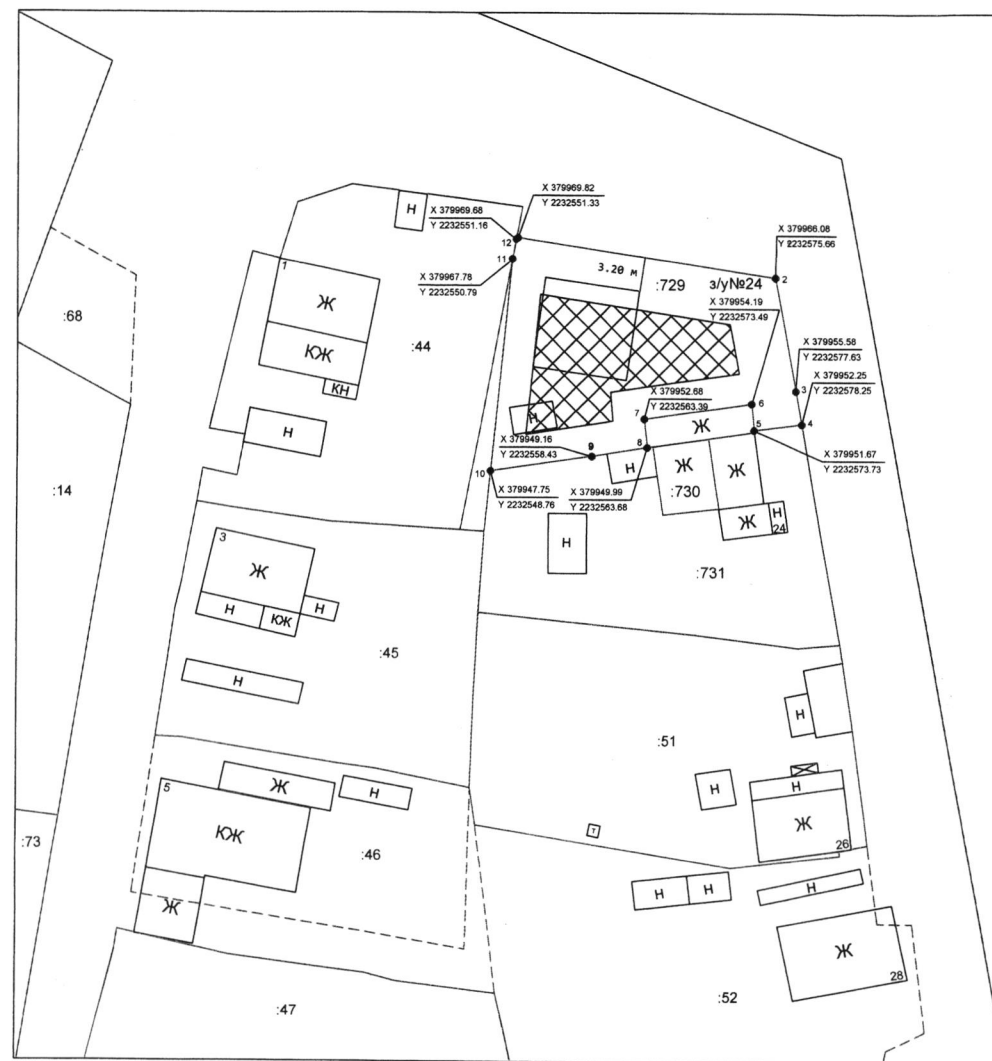 X 379969.82
Y 2232551.33
Н
X 379969.68
Y 2232551.16
12
11
X 379966.08
Y 2232575.66
2
1
Ж
КЖ
КН
X 379967.78
Y 2232550.79
3.20 м
:729
з/у№24
X 379954.19
Y 2232573.49
:68
:44
X 379955.58
Y 2232577.63
3
X 379952.25
Y 2232578.25
4
Н
Н
X 379952.68
Y 2232563.39
7
6
Ж
5
X 379949.16
Y 2232558.43
9
8
10
Н
Ж
Ж
X 379951.67
Y 2232573.73
:14
X 379947.75
Y 2232548.76
X 379949.99
Y 2232563.68
:730
Ж
Н
24
Н
3
Ж
:731
Н
КЖ
Н
:45
Н
Н
:51
5
Ж
Н
Н
Н
КЖ
Ж
26
Т
:73
:46
Ж
Н
Н
Н
Ж
28
:52
:47